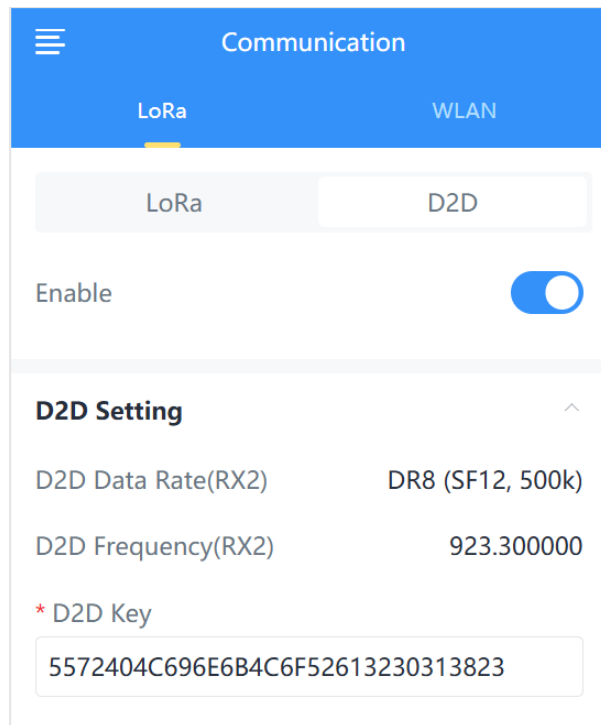 Communication
LoRa WLAN
LoRa D2D
Enable
D2D Setting
D2D Data Rate(RX2) DR8 (SF12, 500k)
D2D Frequency(RX2) 923.300000
* D2D Key
5572404C696E6B4C6F52613230313823